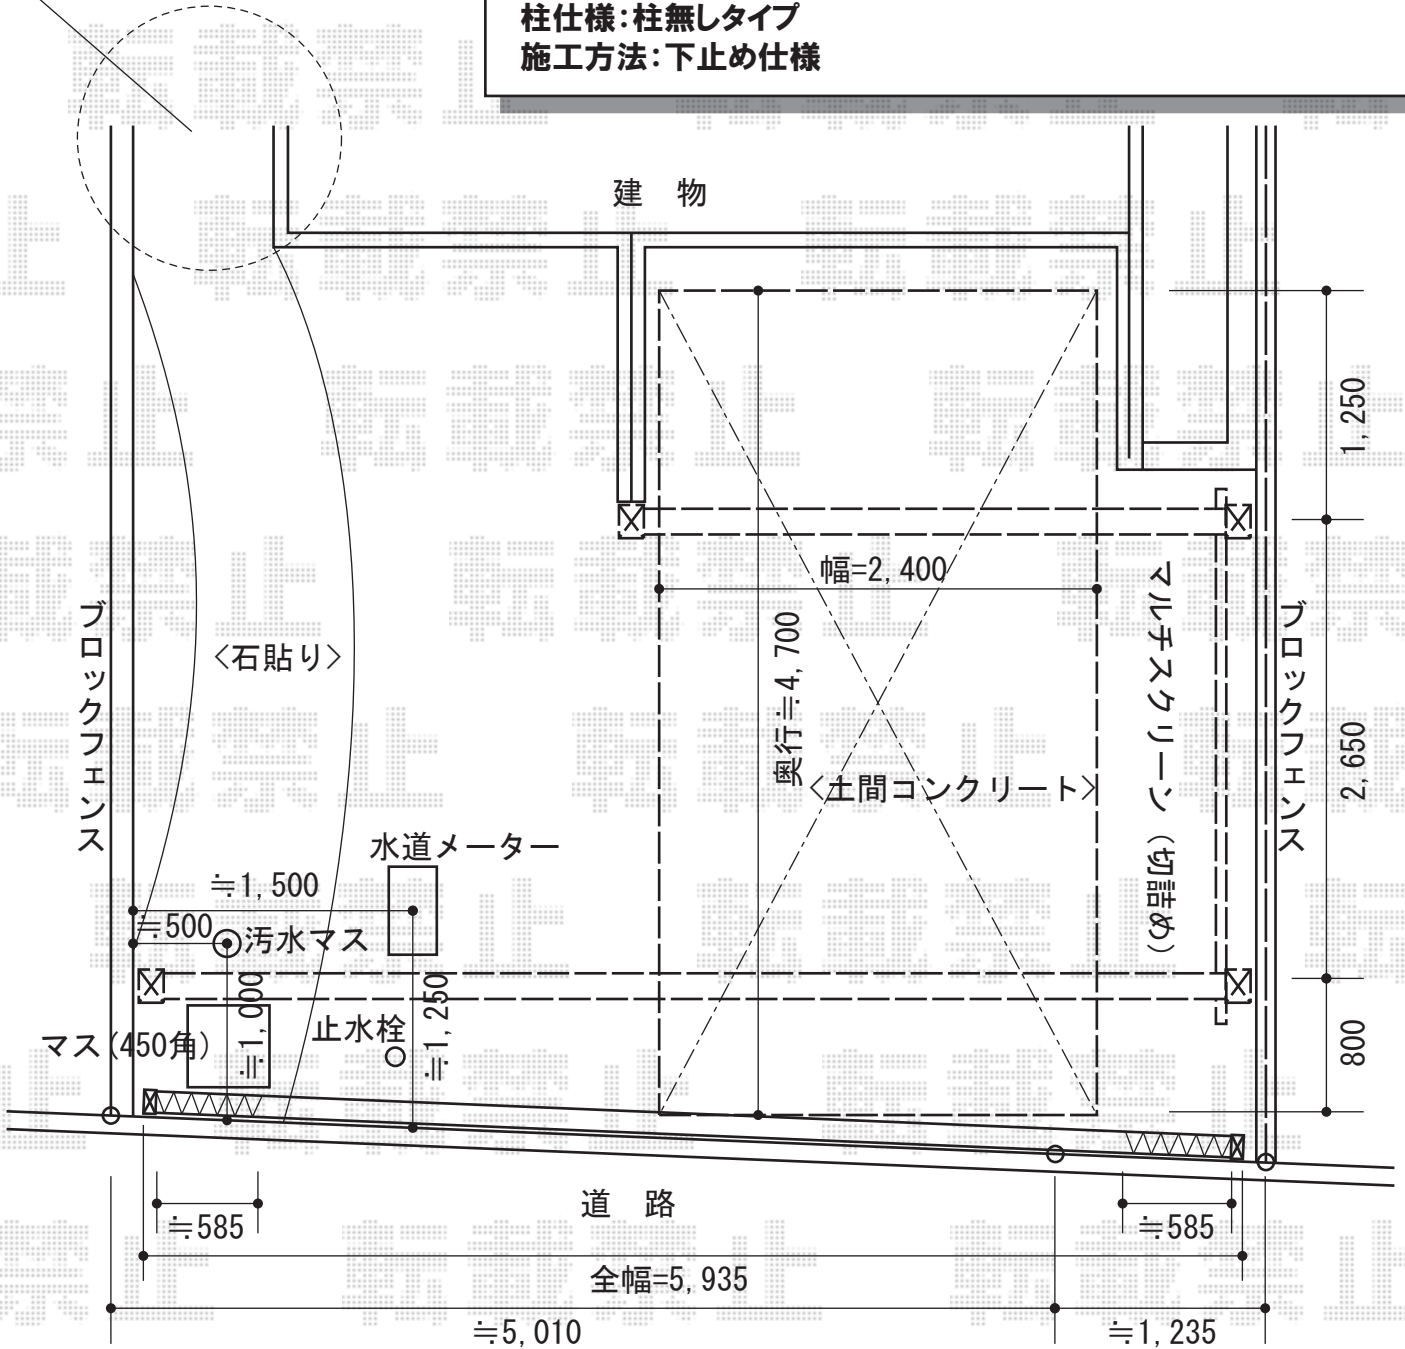 柱仕様：柱無しタイプ
施工方法：下止め仕様
建　物
1,250
幅=2,400
奥行≒4,700
マルチスクリーン（切詰め）
ブロックフェンス
ブロックフェンス
<石貼り>
2,650
<土間コンクリート>
水道メーター
≒1,500
≒500
汚水マス
≒1,000
≒1,250
止水栓
マス(450角)
800
道　路
≒585
≒585
全幅=5,935
≒5,010
≒1,235
転載禁止